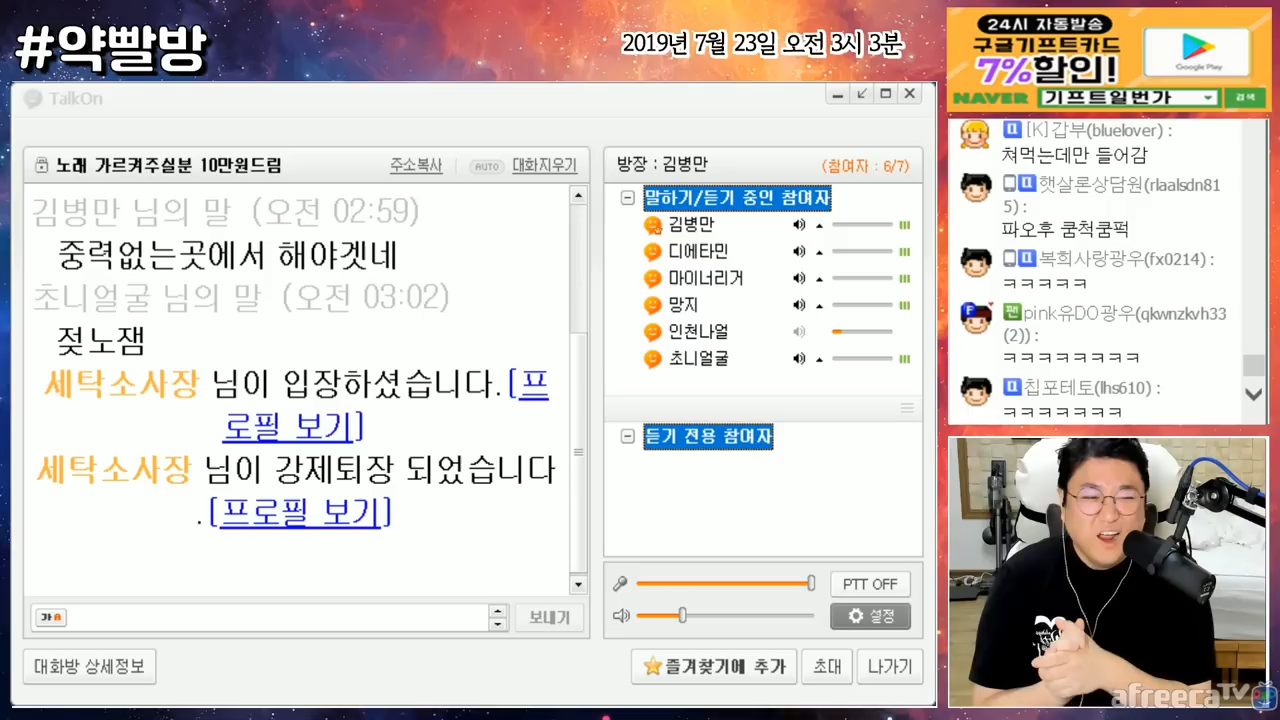 #약빨방
2019년 7월 23일 오전 3시 3분
24시 자동발송
구글기프트카드
7%할인!
Google Play
NAVER 기프트일번가 검색
TalkOn
노래 가르켜주실분 10만원드림
주소복사 AUTO 대화지우기
김병만 님의 말 (오전 02:59)
중력없는곳에서 해야겟네
초니얼굴 님의 말 (오전 03:02)
젖노잼
세탁소사장 님이 입장하셨습니다.[프
로필 보기]
세탁소사장 님이 강제퇴장 되었습니다
.[프로필 보기]
가
보내기
대화방 상세정보
방장 : 김병만
(참여자 : 6/7)
말하기/듣기 중인 참여자
김병만
디에타민
마이너리거
망지
인천나얼
초니얼굴
듣기 전용 참여자
PTT OFF
설정
즐겨찾기에 추가
초대
나가기
[K]갑부(bluelover) :
쳐먹는데만 들어감
햇살론상담원(rlaalsdn81
5) :
파오후 쿰척쿰퍽
복희사랑광우(fx0214) :
ㅋㅋㅋㅋㅋ
팬 pink유DO광우(qkwnzkvh33
(2)) :
ㅋㅋㅋㅋㅋㅋㅋㅋ
칩포테토(lhs610) :
ㅋㅋㅋㅋㅋㅋㅋ
afreecaTV